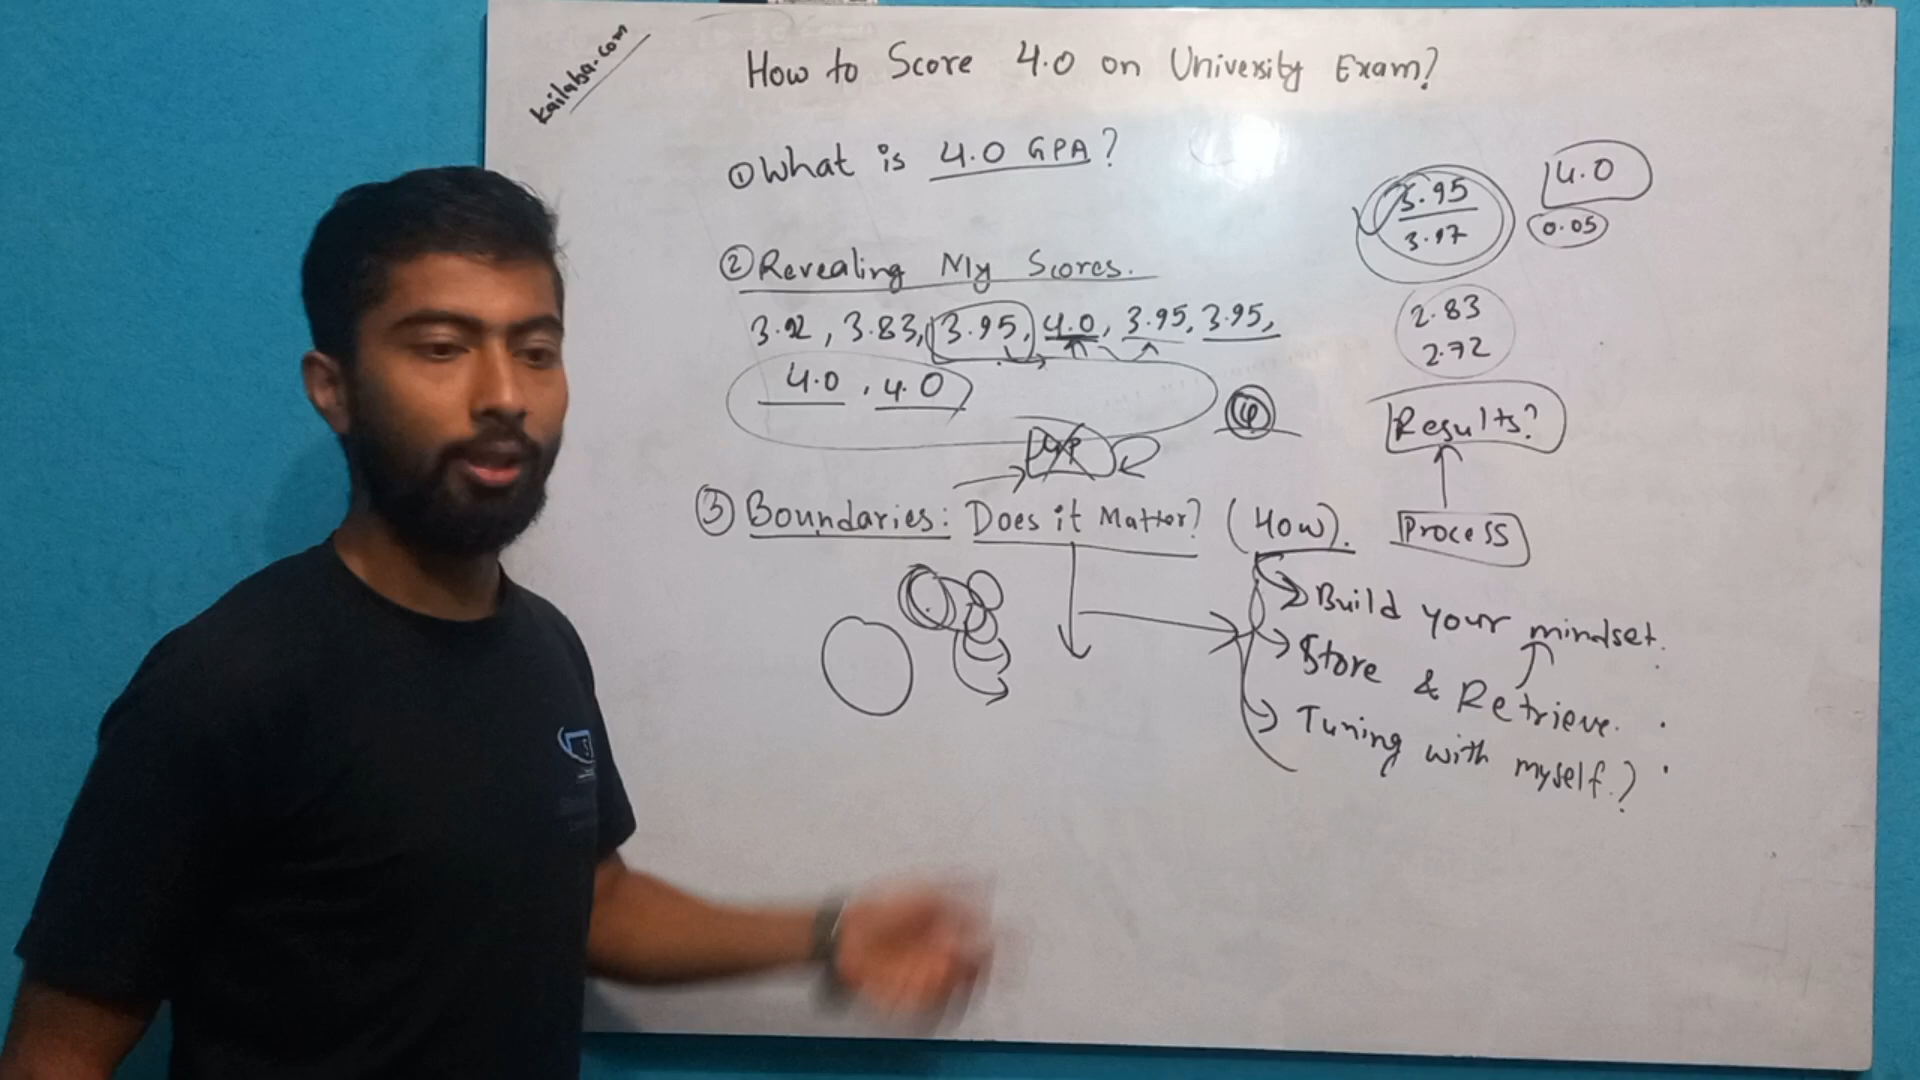 kailaba.com
How to Score 4.0 on University Exam?
① What is 4.0 GPA?
3.95
3.97
4.0
0.05
② Revealing My Scores.
3.92, 3.83, 3.95, 4.0, 3.95, 3.95,
4.0, 4.0
2.83
2.72
Results?
Process
③ Boundaries: Does it Matter? (How).
Build your mindset.
Store & Retrieve.
Tuning with myself?